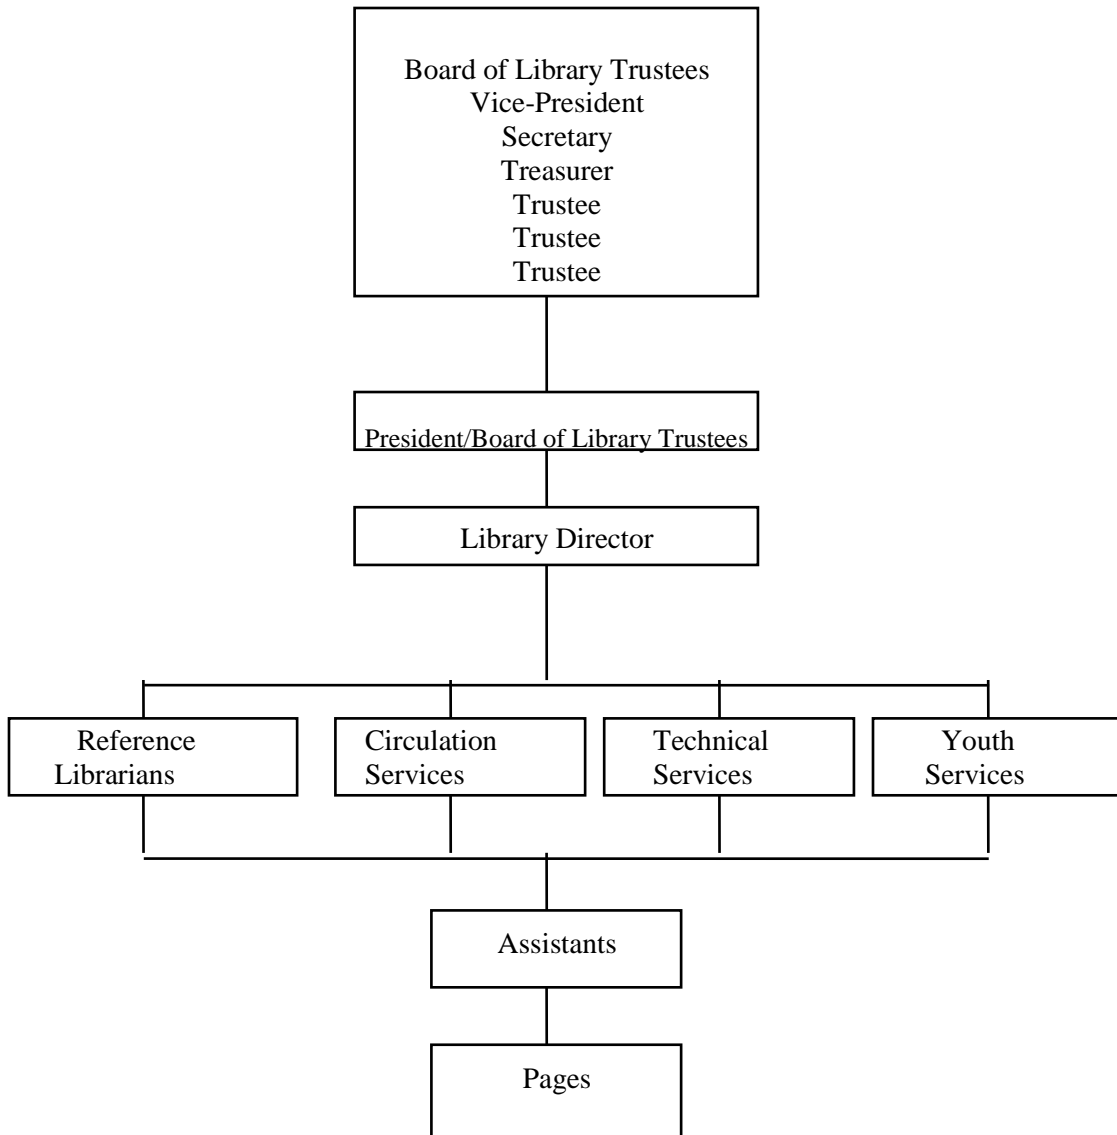 Board of Library Trustees
Vice-President
Secretary
Treasurer
Trustee
Trustee
Trustee
President/Board of Library Trustees
Library Director
Reference
Librarians
Circulation
Services
Technical
Services
Youth
Services
Assistants
Pages